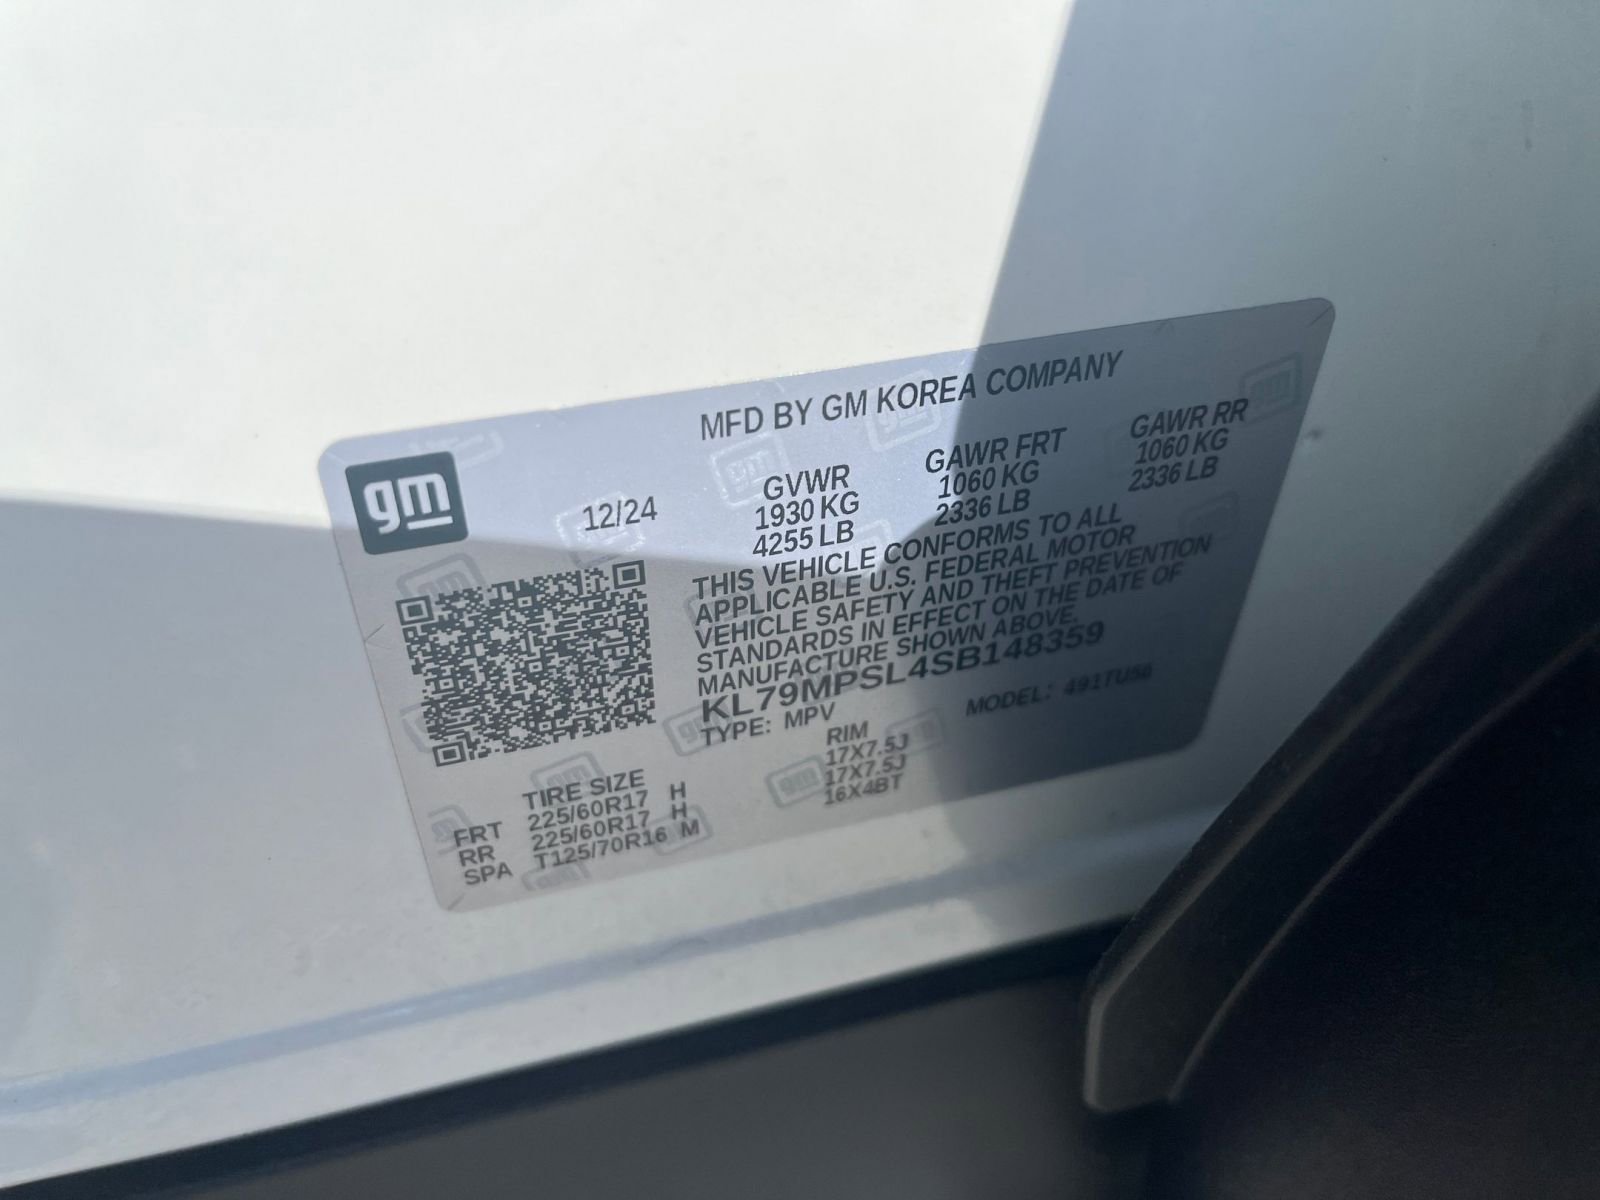 MFD BY GM KOREA COMPANY
gm
12/24
GVWR GAWR FRT GAWR RR
1930 KG 1060 KG 1060 KG
4255 LB 2336 LB 2336 LB
THIS VEHICLE CONFORMS TO ALL
APPLICABLE U.S. FEDERAL MOTOR
VEHICLE SAFETY AND THEFT PREVENTION
STANDARDS IN EFFECT ON THE DATE OF
MANUFACTURE SHOWN ABOVE.
KL79MPSL4SB148359
TYPE: MPV MODEL:
TIRE SIZE RIM
FRT 225/60R17 H 17X7.5J
RR 225/60R17 H 17X7.5J
SPA T125/70R16 M 16X4BT